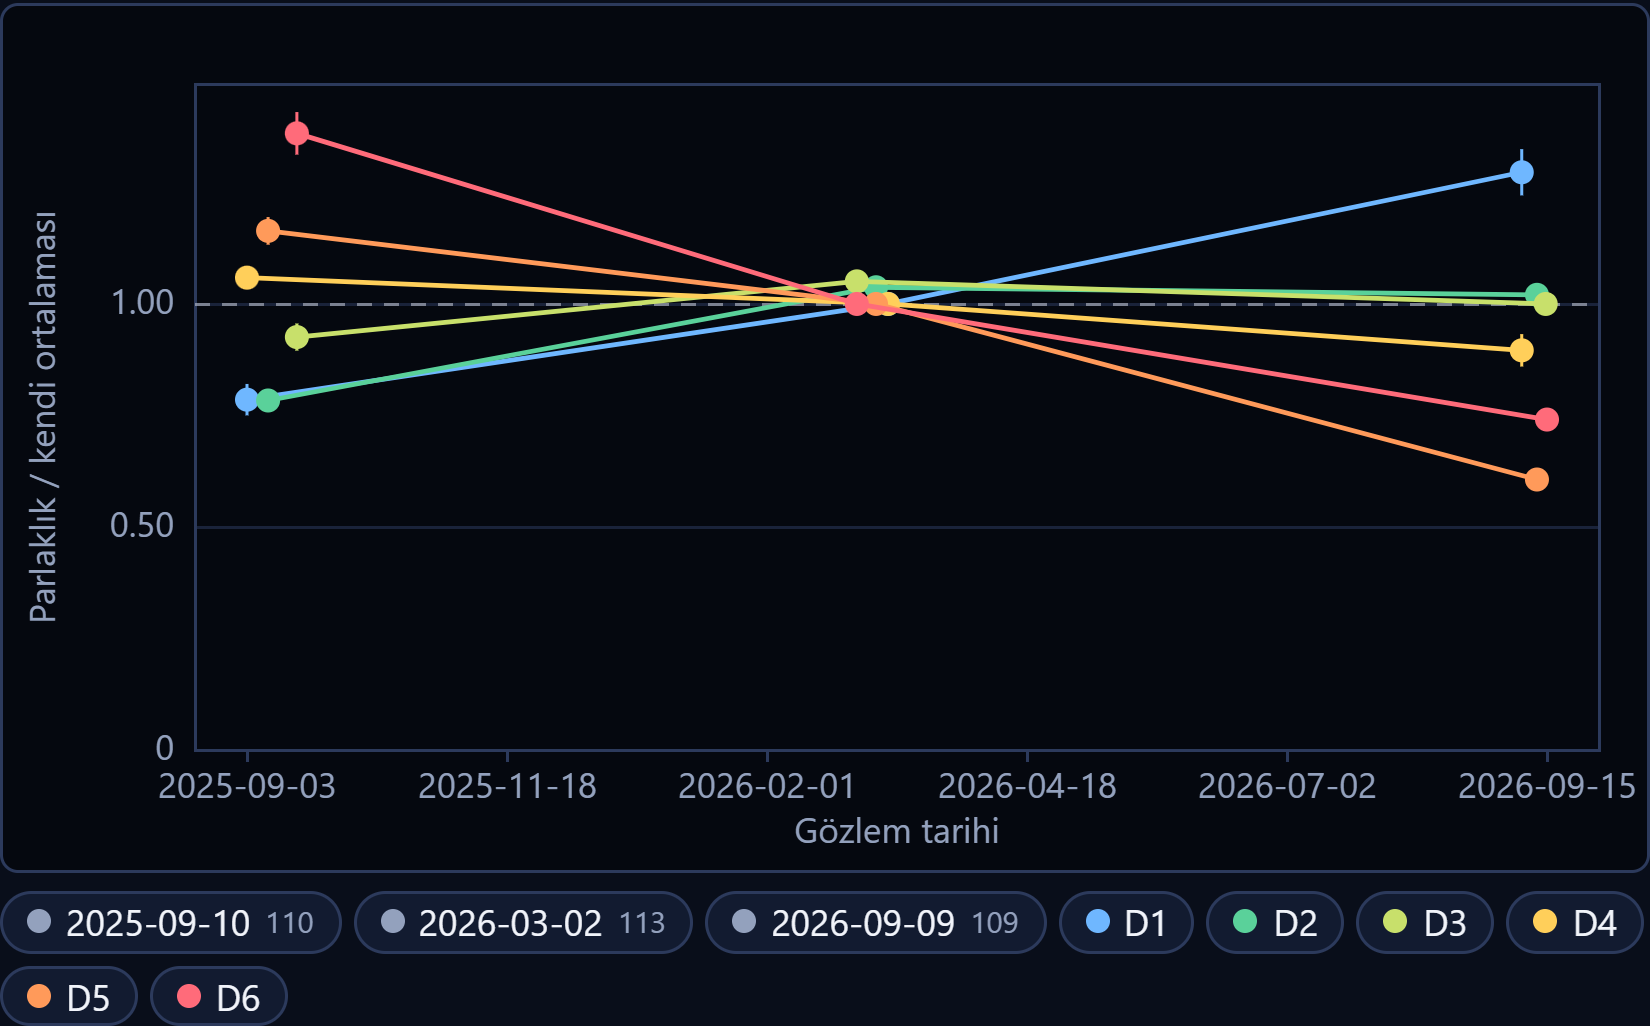 Parlaklık / kendi ortalaması
1.00
0.50
0
2025-09-03 2025-11-18 2026-02-01 2026-04-18 2026-07-02 2026-09-15
Gözlem tarihi
2025-09-10 110 2026-03-02 113 2026-09-09 109 D1 D2 D3 D4
D5 D6